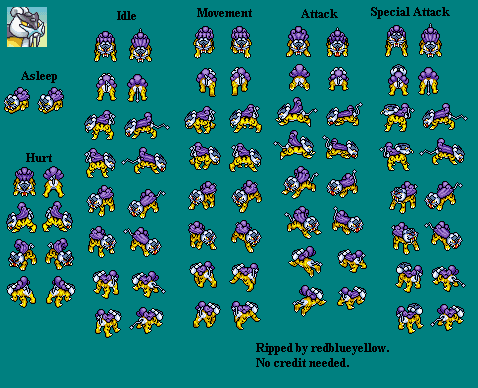 Idle
Movement
Attack
Special Attack
Asleep
Hurt
Ripped by redblueyellow.
No credit needed.